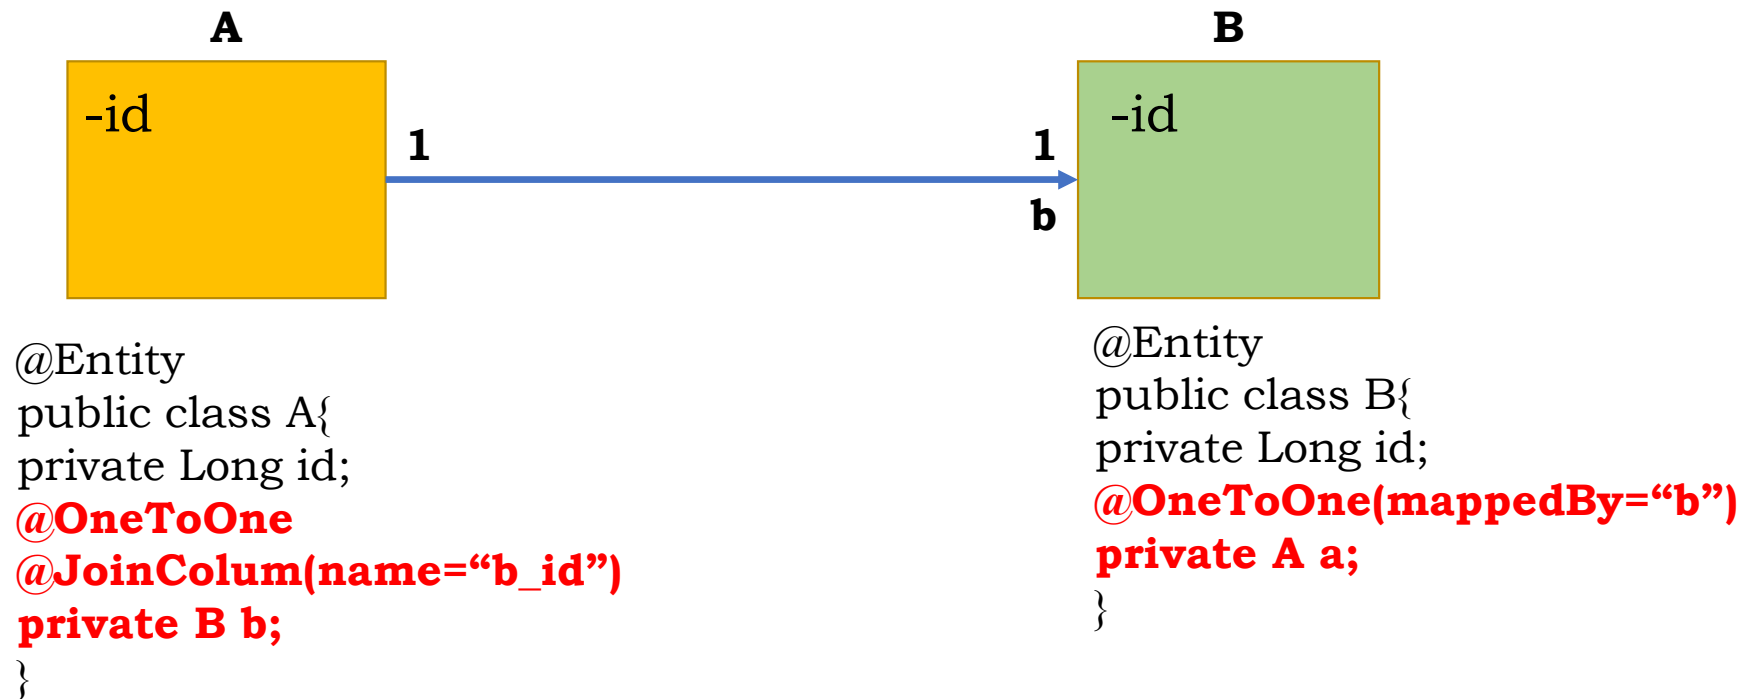 A
B
-id
-id
1
1
b
@Entity
public class A{
private Long id;
@OneToOne
@JoinColum(name=“b_id”)
private B b;
}
@Entity
public class B{
private Long id;
@OneToOne(mappedBy=“b”)
private A a;
}